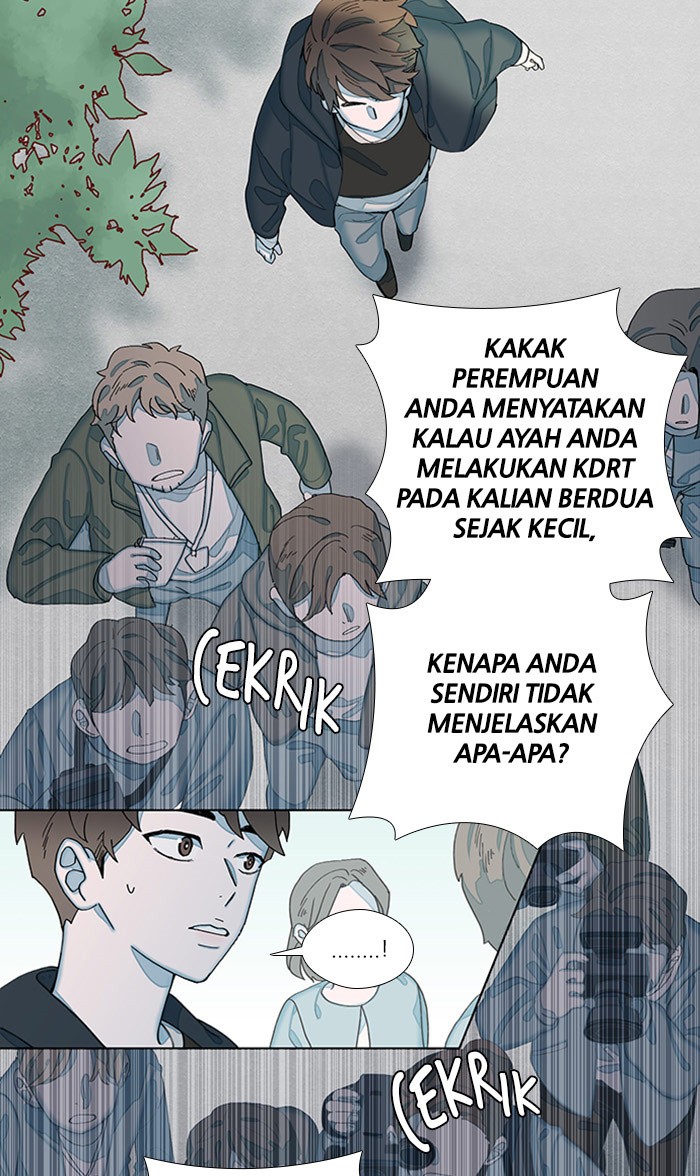 KAKAK
PEREMPUAN
ANDA MENYATAKAN
KALAU AYAH ANDA
MELAKUKAN KDRT
PADA KALIAN BERDUA
SEJAK KECIL,
CEKRIK
KENAPA ANDA
SENDIRI TIDAK
MENJELASKAN
APA-APA?
........!
CEKRIK